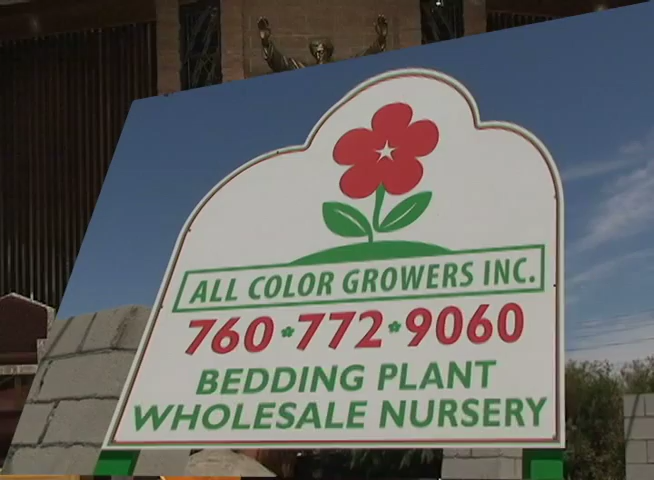 ALL COLOR GROWERS INC.
760 • 772 • 9060
BEDDING PLANT
WHOLESALE NURSERY